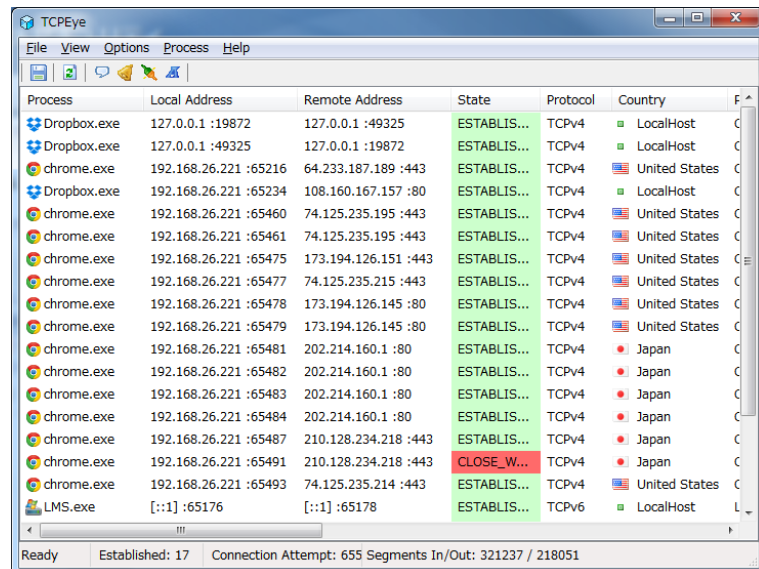 TCPEye
File View Options Process Help
Process Local Address Remote Address State Protocol Country
Dropbox.exe 127.0.0.1 :19872 127.0.0.1 :49325 ESTABLIS... TCPv4 LocalHost
Dropbox.exe 127.0.0.1 :49325 127.0.0.1 :19872 ESTABLIS... TCPv4 LocalHost
chrome.exe 192.168.26.221 :65216 64.233.187.189 :443 ESTABLIS... TCPv4 United States
Dropbox.exe 192.168.26.221 :65234 108.160.167.157 :80 ESTABLIS... TCPv4 LocalHost
chrome.exe 192.168.26.221 :65460 74.125.235.195 :443 ESTABLIS... TCPv4 United States
chrome.exe 192.168.26.221 :65461 74.125.235.195 :443 ESTABLIS... TCPv4 United States
chrome.exe 192.168.26.221 :65475 173.194.126.151 :443 ESTABLIS... TCPv4 United States
chrome.exe 192.168.26.221 :65477 74.125.235.215 :443 ESTABLIS... TCPv4 United States
chrome.exe 192.168.26.221 :65478 173.194.126.145 :80 ESTABLIS... TCPv4 United States
chrome.exe 192.168.26.221 :65479 173.194.126.145 :80 ESTABLIS... TCPv4 United States
chrome.exe 192.168.26.221 :65481 202.214.160.1 :80 ESTABLIS... TCPv4 Japan
chrome.exe 192.168.26.221 :65482 202.214.160.1 :80 ESTABLIS... TCPv4 Japan
chrome.exe 192.168.26.221 :65483 202.214.160.1 :80 ESTABLIS... TCPv4 Japan
chrome.exe 192.168.26.221 :65484 202.214.160.1 :80 ESTABLIS... TCPv4 Japan
chrome.exe 192.168.26.221 :65487 210.128.234.218 :443 ESTABLIS... TCPv4 Japan
chrome.exe 192.168.26.221 :65491 210.128.234.218 :443 CLOSE_W... TCPv4 Japan
chrome.exe 192.168.26.221 :65493 74.125.235.214 :443 ESTABLIS... TCPv4 United States
LMS.exe [::1] :65176 [::1] :65178 ESTABLIS... TCPv6 LocalHost L
Ready Established: 17 Connection Attempt: 655 Segments In/Out: 321237 / 218051